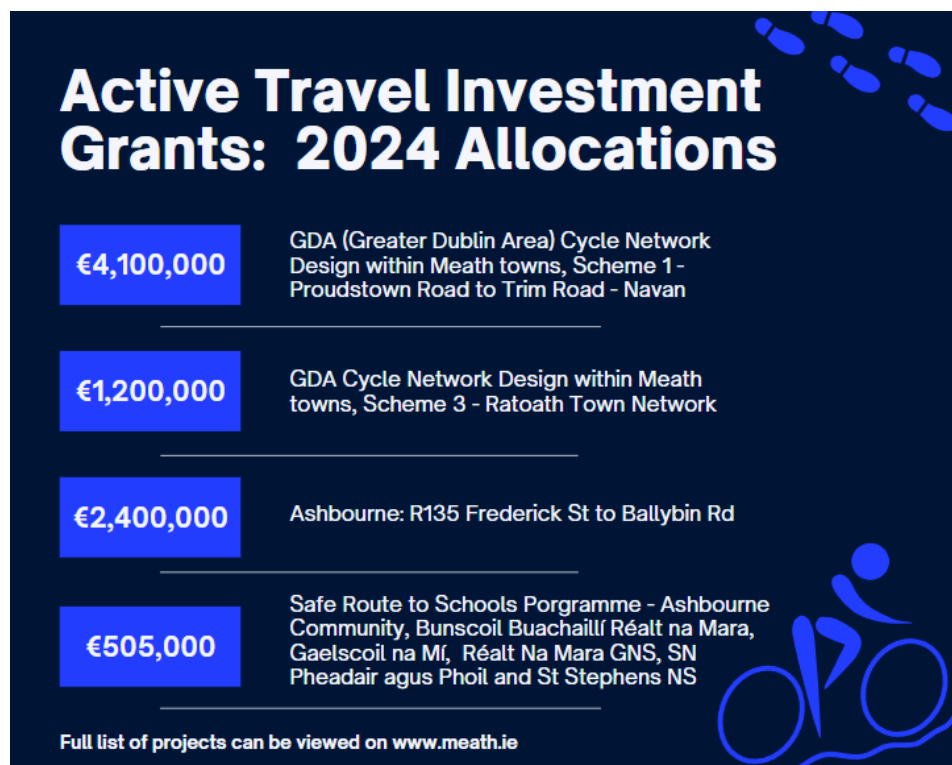 Active Travel Investment
Grants:  2024 Allocations
€4,100,000
GDA (Greater Dublin Area) Cycle Network
Design within Meath towns, Scheme 1 -
Proudstown Road to Trim Road - Navan
€1,200,000
GDA Cycle Network Design within Meath
towns, Scheme 3 - Ratoath Town Network
€2,400,000
Ashbourne: R135 Frederick St to Ballybin Rd
€505,000
Safe Route to Schools Porgramme - Ashbourne
Community, Bunscoil Buachaillí Réalt na Mara,
Gaelscoil na Mí,  Réalt Na Mara GNS, SN
Pheadair agus Phoil and St Stephens NS
Full list of projects can be viewed on www.meath.ie